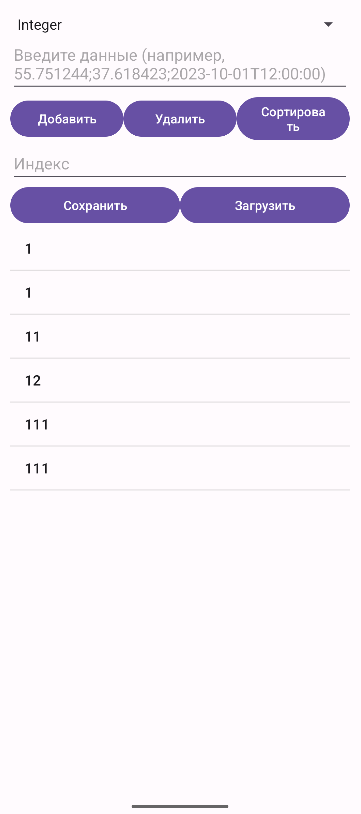 Integer
Введите данные (например,
55.751244;37.618423;2023-10-01T12:00:00)
Добавить
Удалить
Сортирова
ть
Индекс
Сохранить
Загрузить
1
1
11
12
111
111